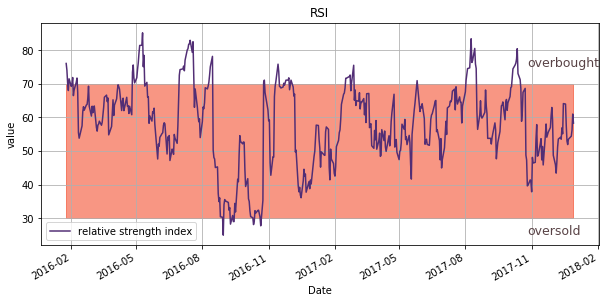 RSI
value
80
70
60
50
40
30
overbought
oversold
relative strength index
2016-02
2016-05
2016-08
2016-11
2017-02
2017-05
2017-08
2017-11
2018-02
Date